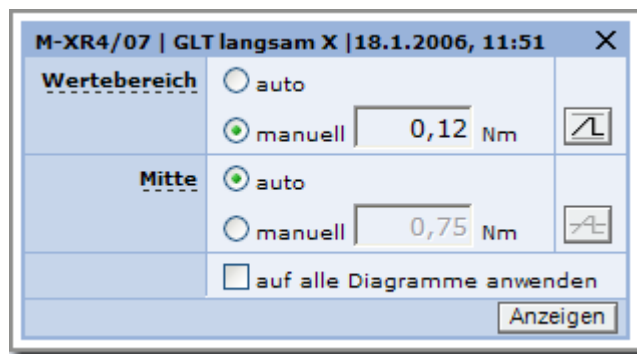 M-XR4/07 | GLT langsam X |18.1.2006, 11:51
Wertebereich auto
manuell 0,12 Nm
Mitte auto
manuell 0,75 Nm
auf alle Diagramme anwenden
Anzeigen